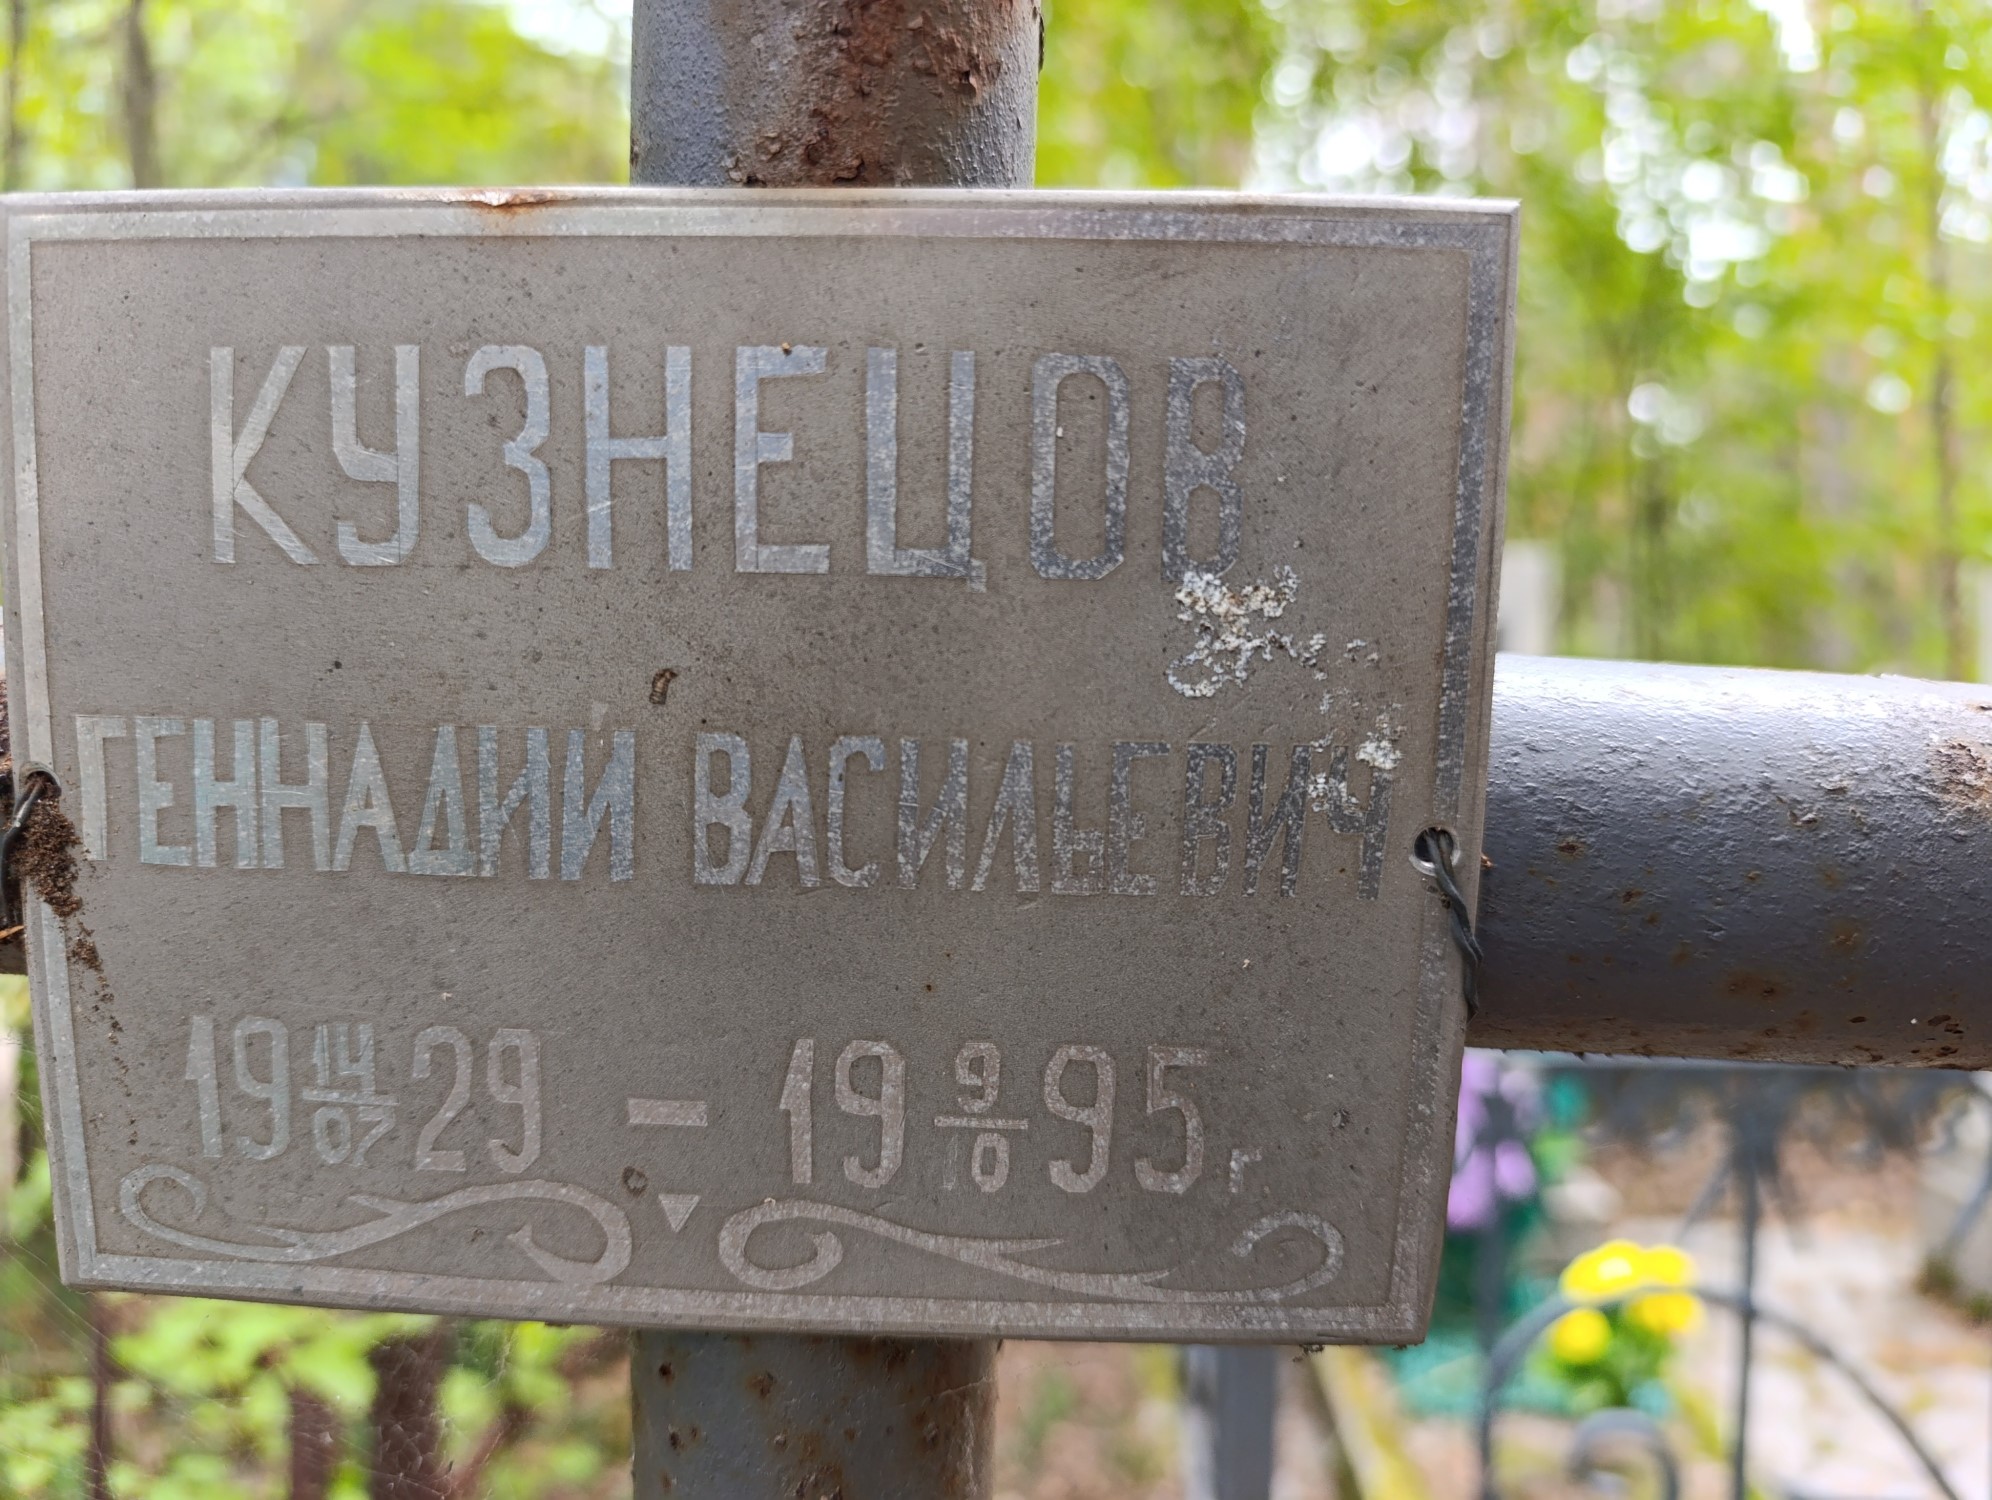 КУЗНЕЦОВ
ГЕННАДИЙ ВАСИЛЬЕВИЧ
19 14/07 29 – 19 9/10 95 г